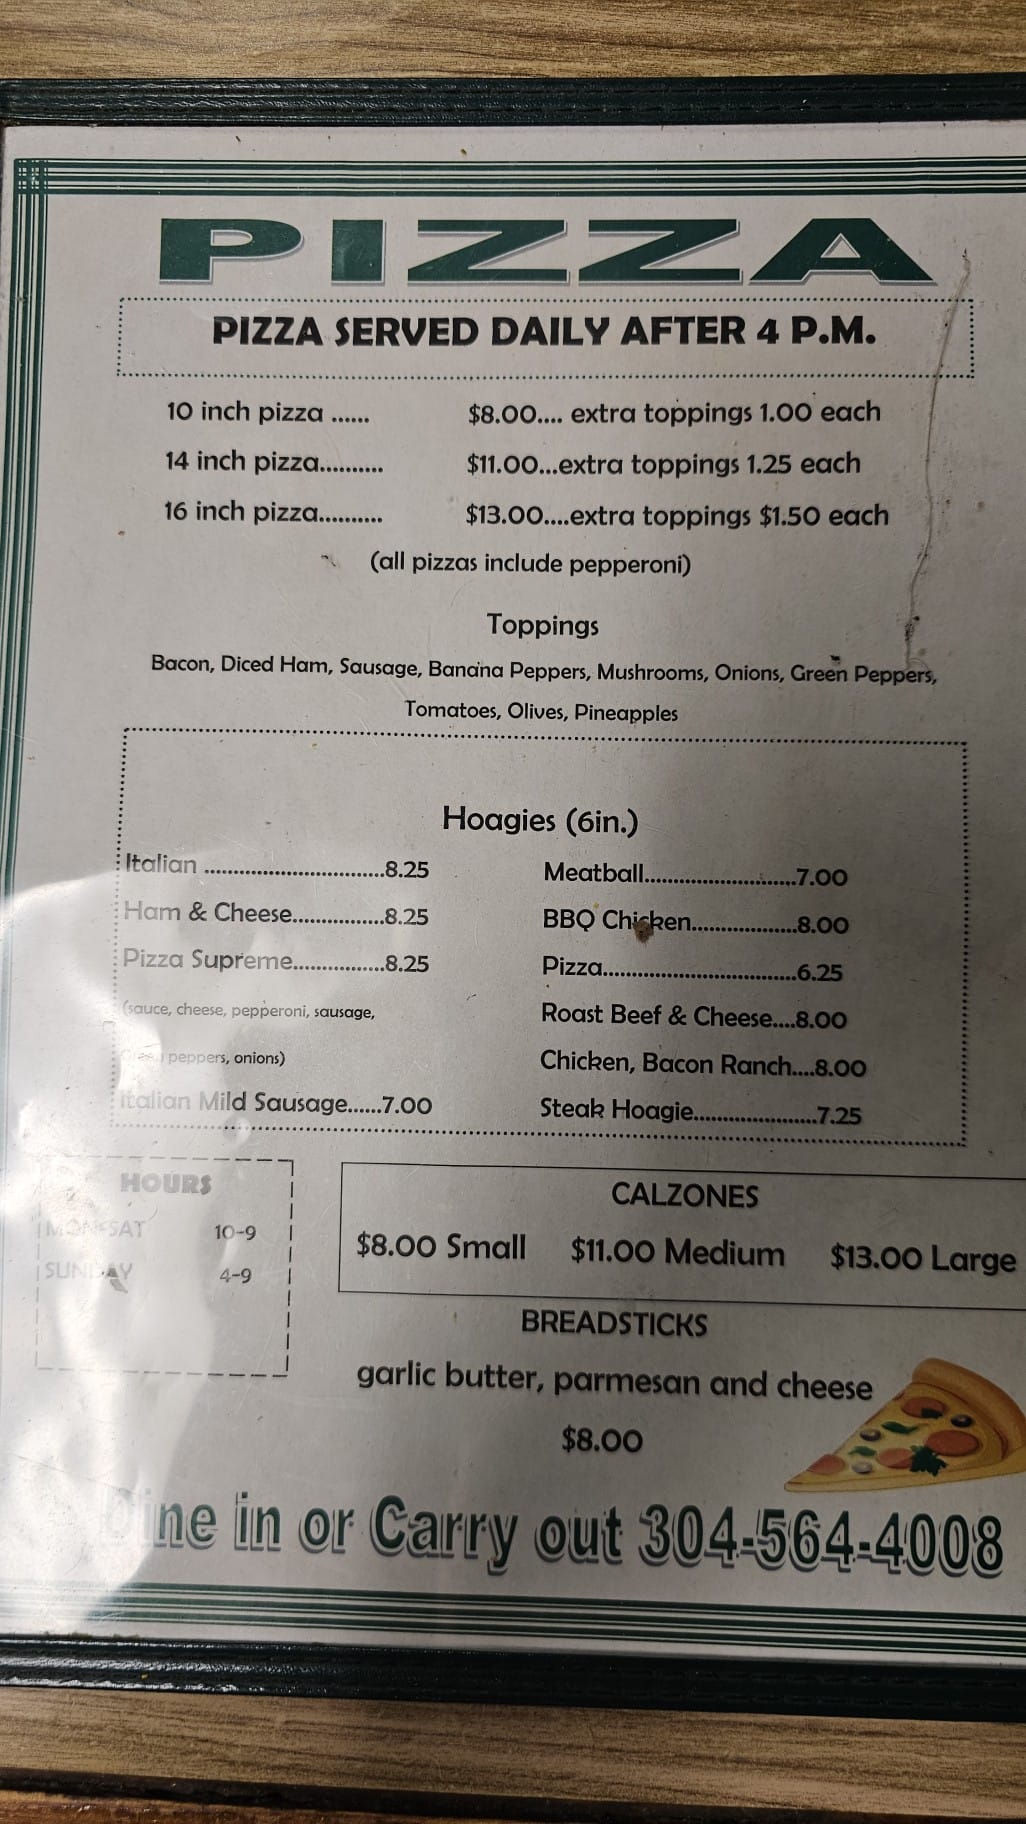 PIZZA
PIZZA SERVED DAILY AFTER 4 P.M.
10 inch pizza ...... $8.00.... extra toppings 1.00 each
14 inch pizza.......... $11.00...extra toppings 1.25 each
16 inch pizza.......... $13.00....extra toppings $1.50 each
(all pizzas include pepperoni)
Toppings
Bacon, Diced Ham, Sausage, Banana Peppers, Mushrooms, Onions, Green Peppers,
Tomatoes, Olives, Pineapples
Hoagies (6in.)
Italian ...............................8.25
Ham & Cheese................8.25
Pizza Supreme................8.25
(sauce, cheese, pepperoni, sausage,
Green peppers, onions)
Italian Mild Sausage......7.00
Meatball..........................7.00
BBQ Chicken..................8.00
Pizza.................................6.25
Roast Beef & Cheese....8.00
Chicken, Bacon Ranch....8.00
Steak Hoagie.....................7.25
HOURS
MON-SAT 10-9
SUNDAY 4-9
CALZONES
$8.00 Small $11.00 Medium $13.00 Large
BREADSTICKS
garlic butter, parmesan and cheese
$8.00
Dine in or Carry out 304-564-4008